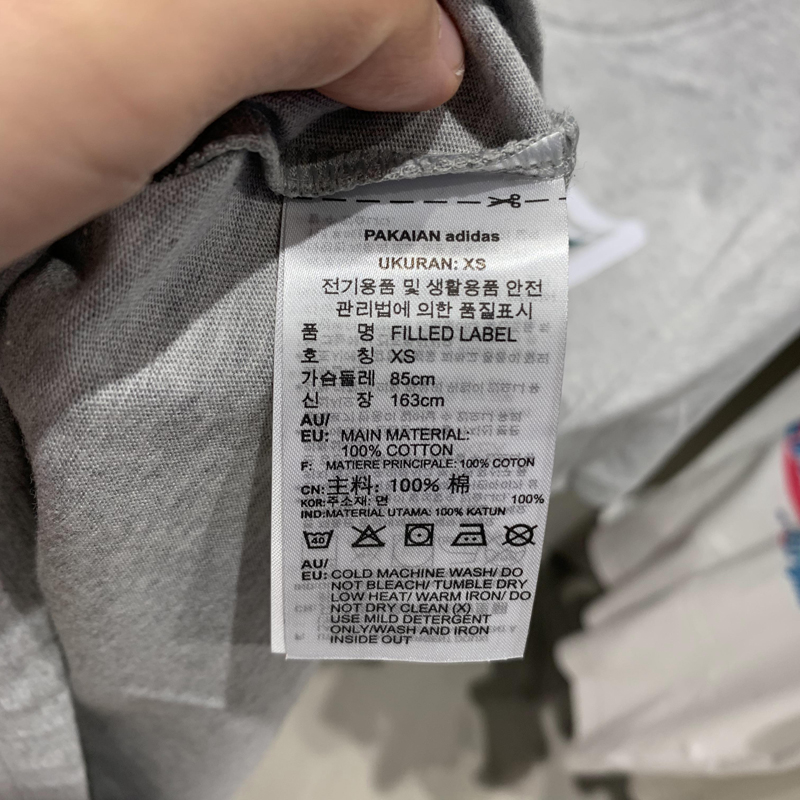 PAKAIAN adidas
UKURAN: XS
전기용품 및 생활용품 안전
관리법에 의한 품질표시
품 명 FILLED LABEL
호 칭 XS
가슴둘레 85cm
신 장 163cm
AU/
EU: MAIN MATERIAL:
100% COTTON
F: MATIERE PRINCIPALE: 100% COTON
CN: 主料: 100% 棉
KOR: 주소재: 면 100%
IND: MATERIAL UTAMA: 100% KATUN
40
AU/
EU: COLD MACHINE WASH/ DO
NOT BLEACH/ TUMBLE DRY
LOW HEAT/ WARM IRON/ DO
NOT DRY CLEAN (X)
USE MILD DETERGENT
ONLY/WASH AND IRON
INSIDE OUT